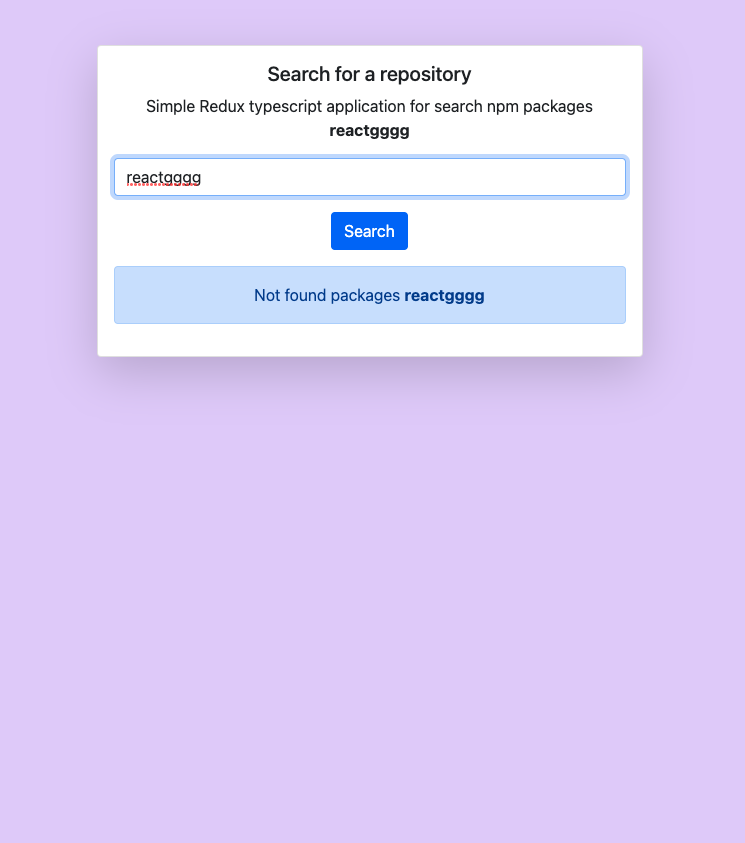 Search for a repository
Simple Redux typescript application for search npm packages
reactgggg
reactgggg
Search
Not found packages reactgggg